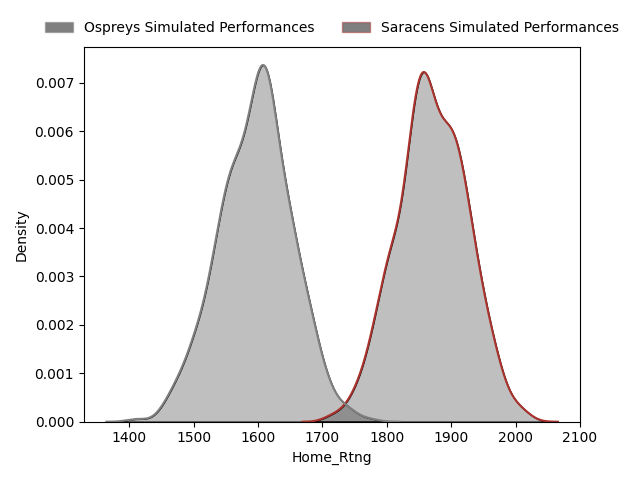 Ospreys Simulated Performances Saracens Simulated Performances
0.007
0.006
0.005
0.004
0.003
0.002
0.001
0.000
Density
1400 1500 1600 1700 1800 1900 2000 2100
Home_Rtng